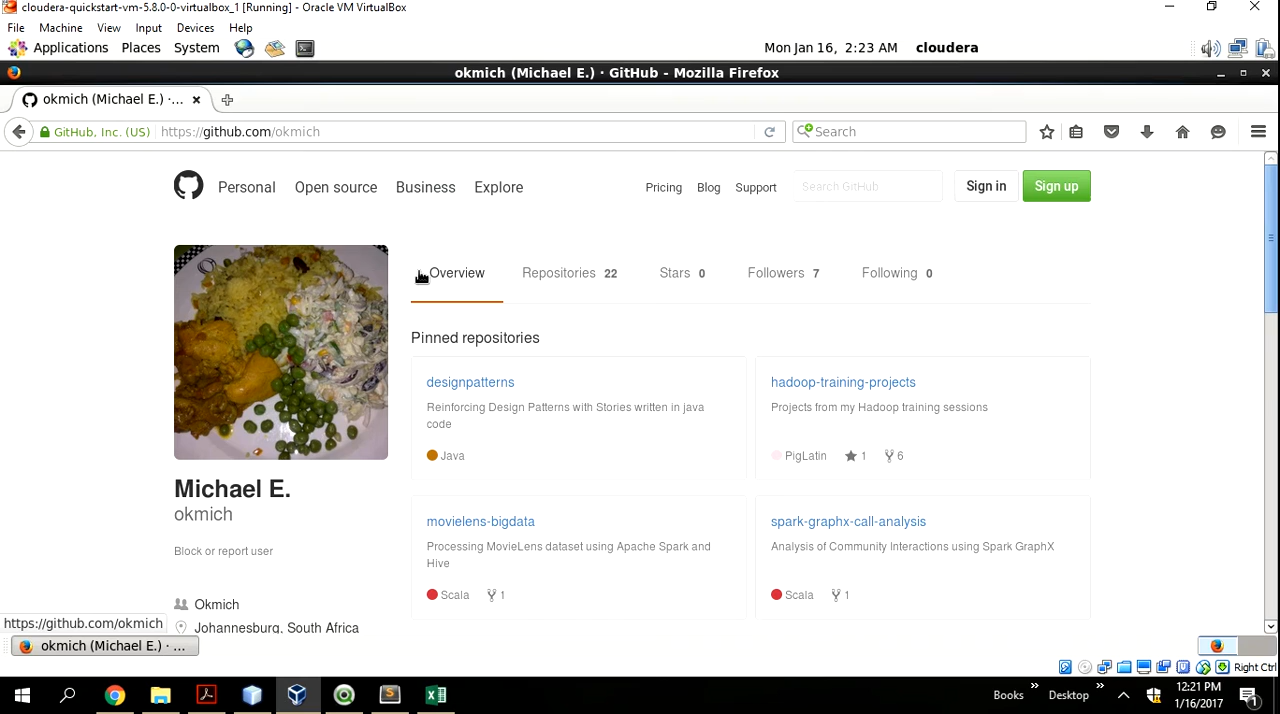 cloudera-quickstart-vm-5.8.0-0-virtualbox_1 [Running] - Oracle VM VirtualBox
File Machine View Input Devices Help
Applications Places System Mon Jan 16, 2:23 AM cloudera
okmich (Michael E.) · GitHub - Mozilla Firefox
okmich (Michael E.) ·...
GitHub, Inc. (US) https://github.com/okmich Search
Personal Open source Business Explore Pricing Blog Support Search GitHub Sign in Sign up
Overview Repositories 22 Stars 0 Followers 7 Following 0
Pinned repositories
designpatterns
Reinforcing Design Patterns with Stories written in java
code
Java
hadoop-training-projects
Projects from my Hadoop training sessions
PigLatin 1 6
movielens-bigdata
Processing MovieLens dataset using Apache Spark and
Hive
Scala 1
spark-graphx-call-analysis
Analysis of Community Interactions using Spark GraphX
Scala 1
Michael E.
okmich
Block or report user
Okmich
Johannesburg, South Africa
https://github.com/okmich
okmich (Michael E.) · ...
Right Ctrl
Books » Desktop » 12:21 PM
1/16/2017 1